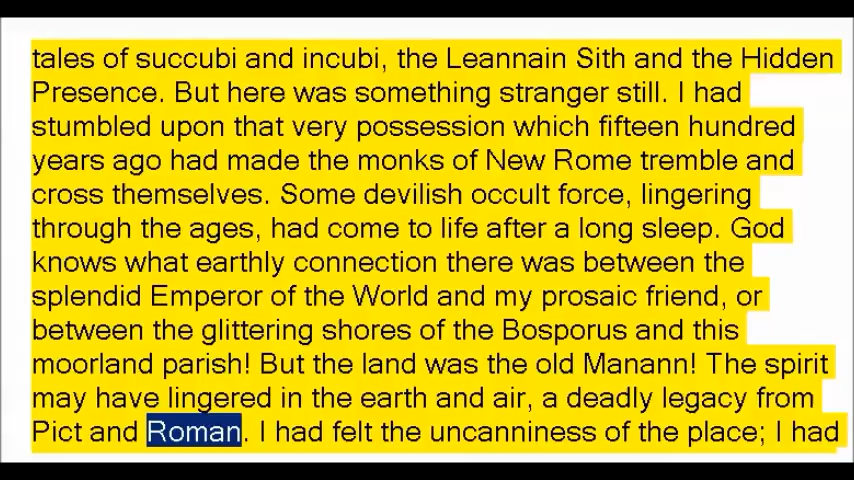 tales of succubi and incubi, the Leannain Sith and the Hidden
Presence. But here was something stranger still. I had
stumbled upon that very possession which fifteen hundred
years ago had made the monks of New Rome tremble and
cross themselves. Some devilish occult force, lingering
through the ages, had come to life after a long sleep. God
knows what earthly connection there was between the
splendid Emperor of the World and my prosaic friend, or
between the glittering shores of the Bosporus and this
moorland parish! But the land was the old Manann! The spirit
may have lingered in the earth and air, a deadly legacy from
Pict and Roman. I had felt the uncanniness of the place; I had